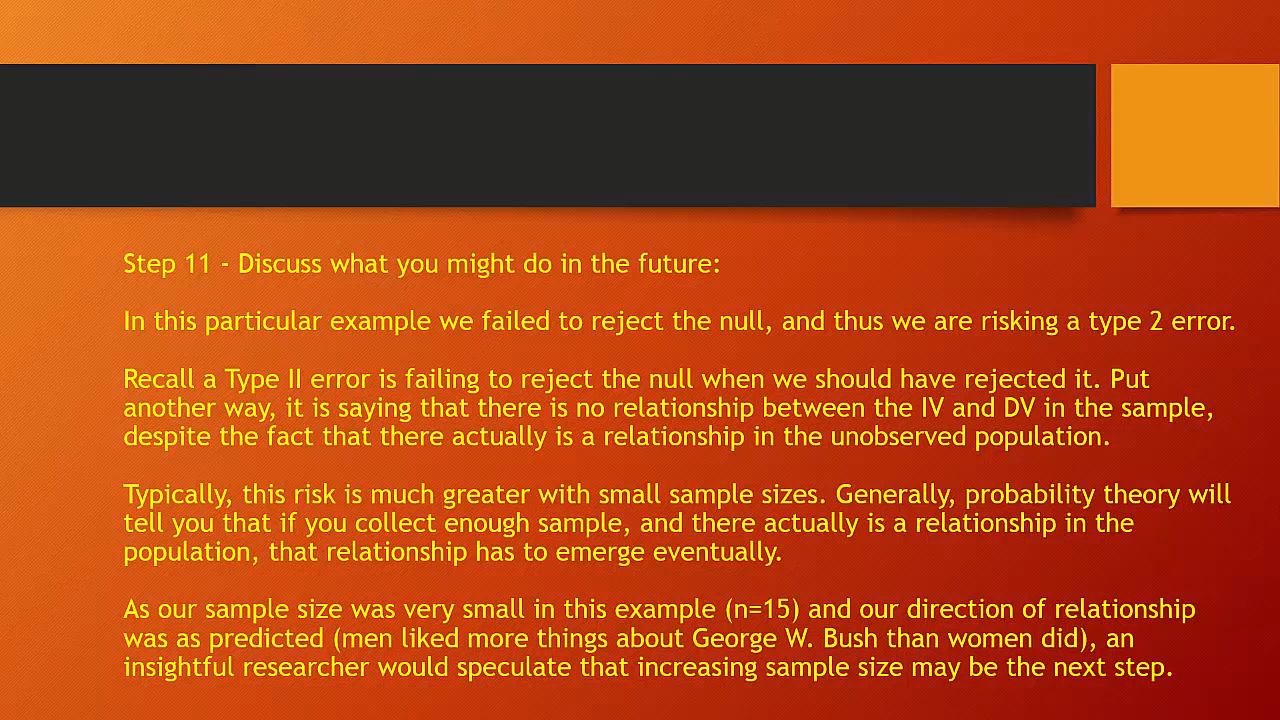 Step 11 - Discuss what you might do in the future:
In this particular example we failed to reject the null, and thus we are risking a type 2 error.
Recall a Type II error is failing to reject the null when we should have rejected it. Put
another way, it is saying that there is no relationship between the IV and DV in the sample,
despite the fact that there actually is a relationship in the unobserved population.
Typically, this risk is much greater with small sample sizes. Generally, probability theory will
tell you that if you collect enough sample, and there actually is a relationship in the
population, that relationship has to emerge eventually.
As our sample size was very small in this example (n=15) and our direction of relationship
was as predicted (men liked more things about George W. Bush than women did), an
insightful researcher would speculate that increasing sample size may be the next step.